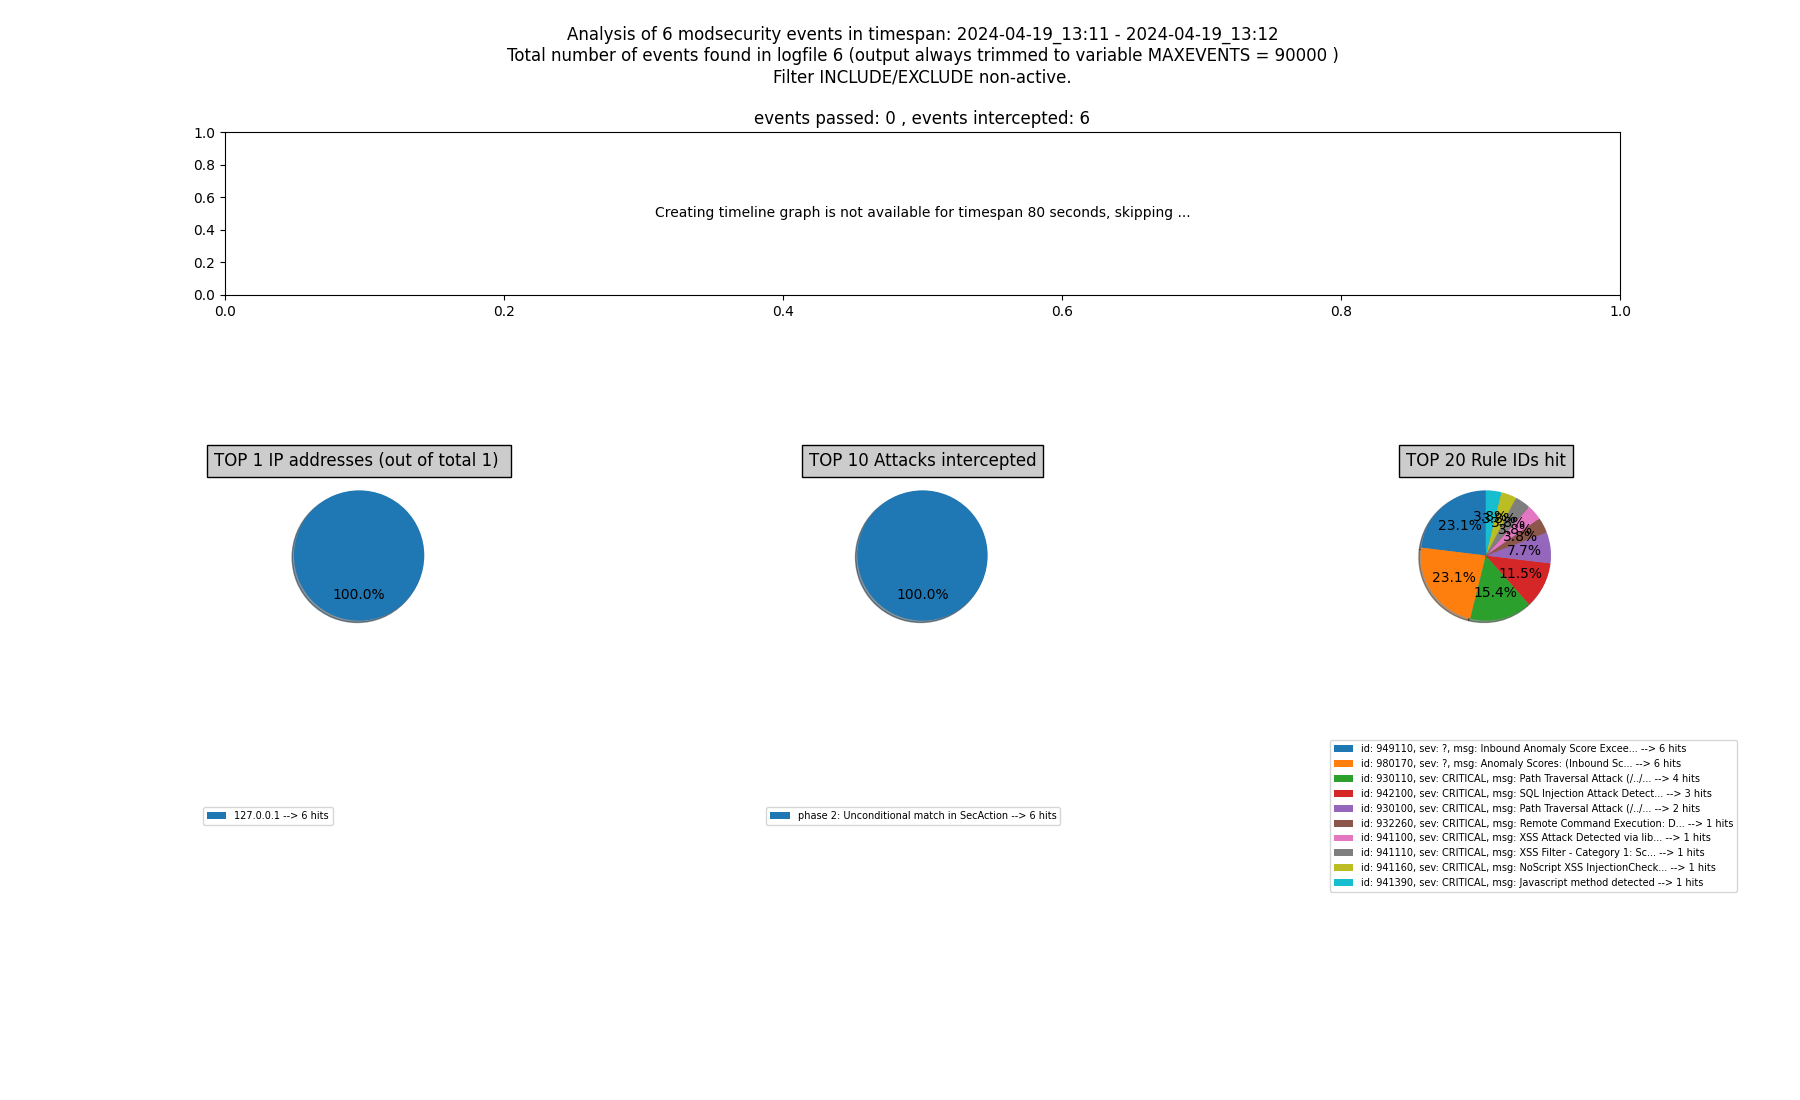 Analysis of 6 modsecurity events in timespan: 2024-04-19_13:11 - 2024-04-19_13:12
Total number of events found in logfile 6 (output always trimmed to variable MAXEVENTS = 90000 )
Filter INCLUDE/EXCLUDE non-active.
events passed: 0 , events intercepted: 6
1.0
0.8
0.6
0.4
0.2
0.0
Creating timeline graph is not available for timespan 80 seconds, skipping ...
0.0 0.2 0.4 0.6 0.8 1.0
TOP 1 IP addresses (out of total 1)
100.0%
127.0.0.1 --> 6 hits
TOP 10 Attacks intercepted
100.0%
phase 2: Unconditional match in SecAction --> 6 hits
TOP 20 Rule IDs hit
23.1%
23.1%
15.4%
11.5%
7.7%
3.8%
3.8%
3.8%
3.8%
3.8%
id: 949110, sev: ?, msg: Inbound Anomaly Score Excee... --> 6 hits
id: 980170, sev: ?, msg: Anomaly Scores: (Inbound Sc... --> 6 hits
id: 930110, sev: CRITICAL, msg: Path Traversal Attack (/../... --> 4 hits
id: 942100, sev: CRITICAL, msg: SQL Injection Attack Detect... --> 3 hits
id: 930100, sev: CRITICAL, msg: Path Traversal Attack (/../... --> 2 hits
id: 932260, sev: CRITICAL, msg: Remote Command Execution: D... --> 1 hits
id: 941100, sev: CRITICAL, msg: XSS Attack Detected via lib... --> 1 hits
id: 941110, sev: CRITICAL, msg: XSS Filter - Category 1: Sc... --> 1 hits
id: 941160, sev: CRITICAL, msg: NoScript XSS InjectionCheck... --> 1 hits
id: 941390, sev: CRITICAL, msg: Javascript method detected --> 1 hits